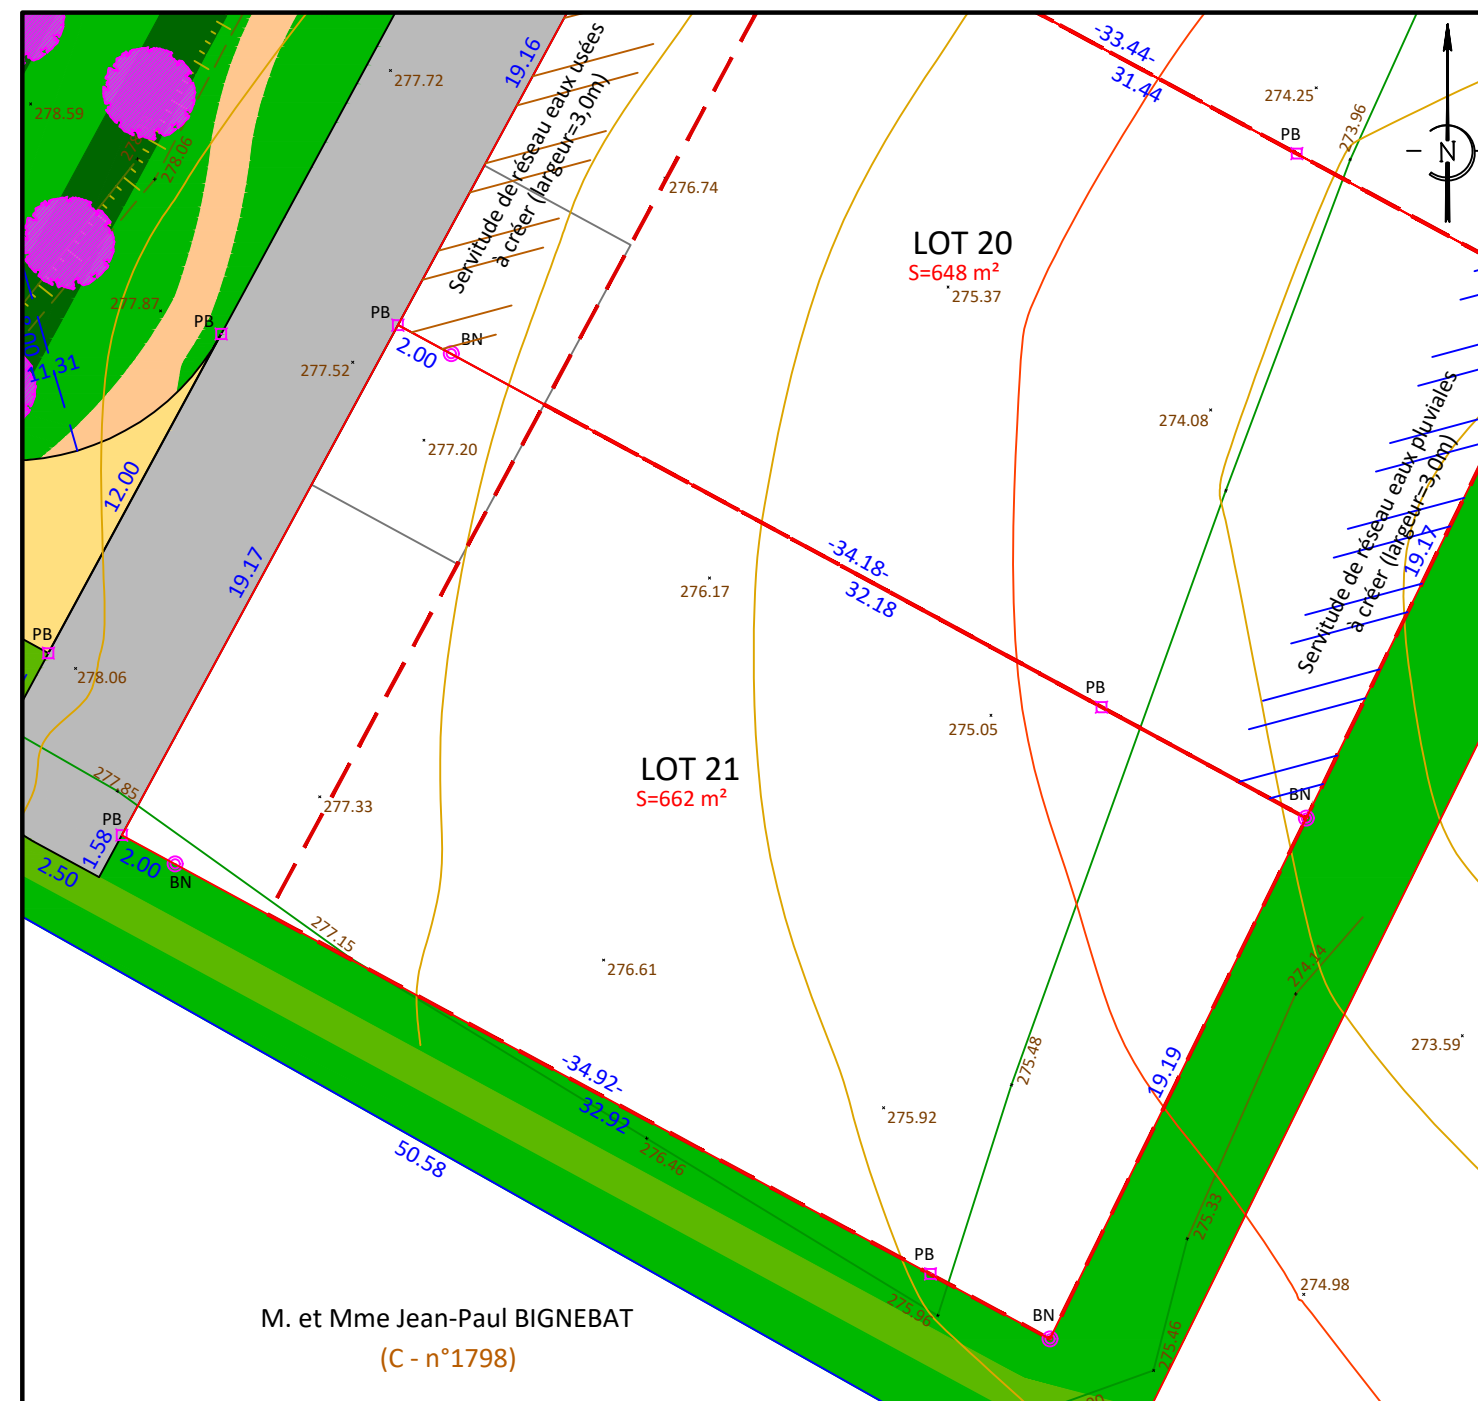 -33.44-
31.44
19.16
277.72
274.25
PB
273.96
N
278.59
278.06
Servitude de réseau eaux usées
à créer (largeur=3,0m)
276.74
LOT 20
S=648 m²
275.37
277.87
PB
PB
BN
2.00
11.31
277.52
277.20
274.08
Servitude de réseau eaux pluviales
à créer (largeur=3,0m)
12.00
19.17
19.17
-34.18-
32.18
276.17
PB
278.06
PB
275.05
LOT 21
S=662 m²
277.85
277.33
BN
PB
1.58
2.00
BN
2.50
277.15
276.61
274.14
273.59
275.48
19.19
-34.92-
32.92
275.92
276.46
50.58
275.33
PB
275.96
BN
274.98
275.46
M. et Mme Jean-Paul BIGNEBAT
(C - n°1798)